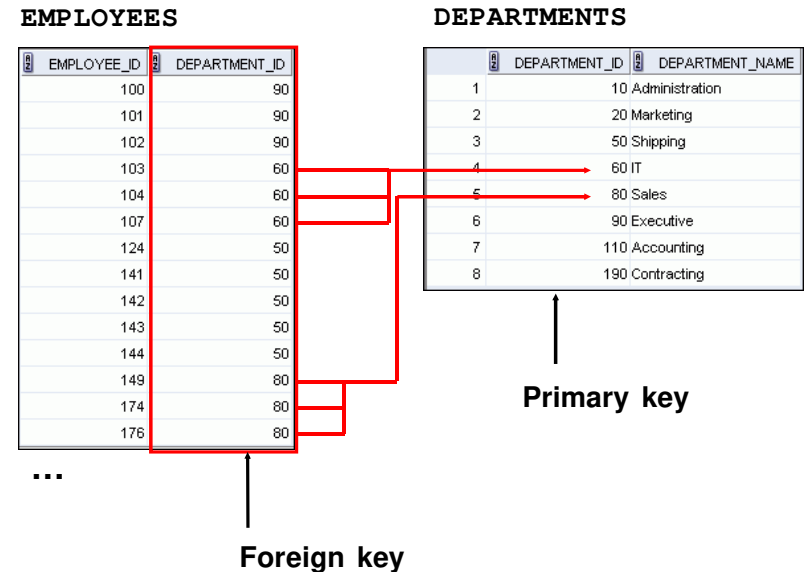 EMPLOYEES
EMPLOYEE_ID DEPARTMENT_ID
100 90
101 90
102 90
103 60
104 60
107 60
124 50
141 50
142 50
143 50
144 50
149 80
174 80
176 80
...
Foreign key
DEPARTMENTS
DEPARTMENT_ID DEPARTMENT_NAME
1 10 Administration
2 20 Marketing
3 50 Shipping
4 60 IT
5 80 Sales
6 90 Executive
7 110 Accounting
8 190 Contracting
Primary key